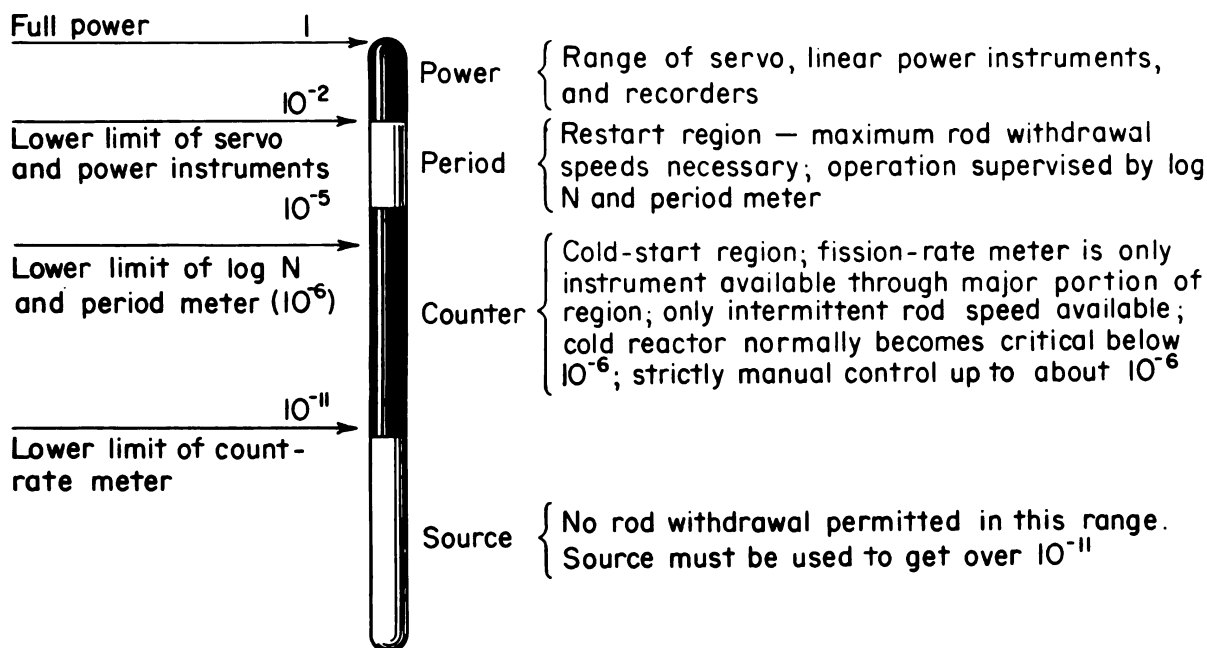 Full power 1
10⁻²
Lower limit of servo
and power instruments
10⁻⁵
Lower limit of log N
and period meter (10⁻⁶)
10⁻¹¹
Lower limit of count-
rate meter
Power
Range of servo, linear power instruments,
and recorders
Period
Restart region — maximum rod withdrawal
speeds necessary; operation supervised by log
N and period meter
Counter
Cold-start region; fission-rate meter is only
instrument available through major portion of
region; only intermittent rod speed available;
cold reactor normally becomes critical below
10⁻⁶; strictly manual control up to about 10⁻⁶
Source
No rod withdrawal permitted in this range.
Source must be used to get over 10⁻¹¹